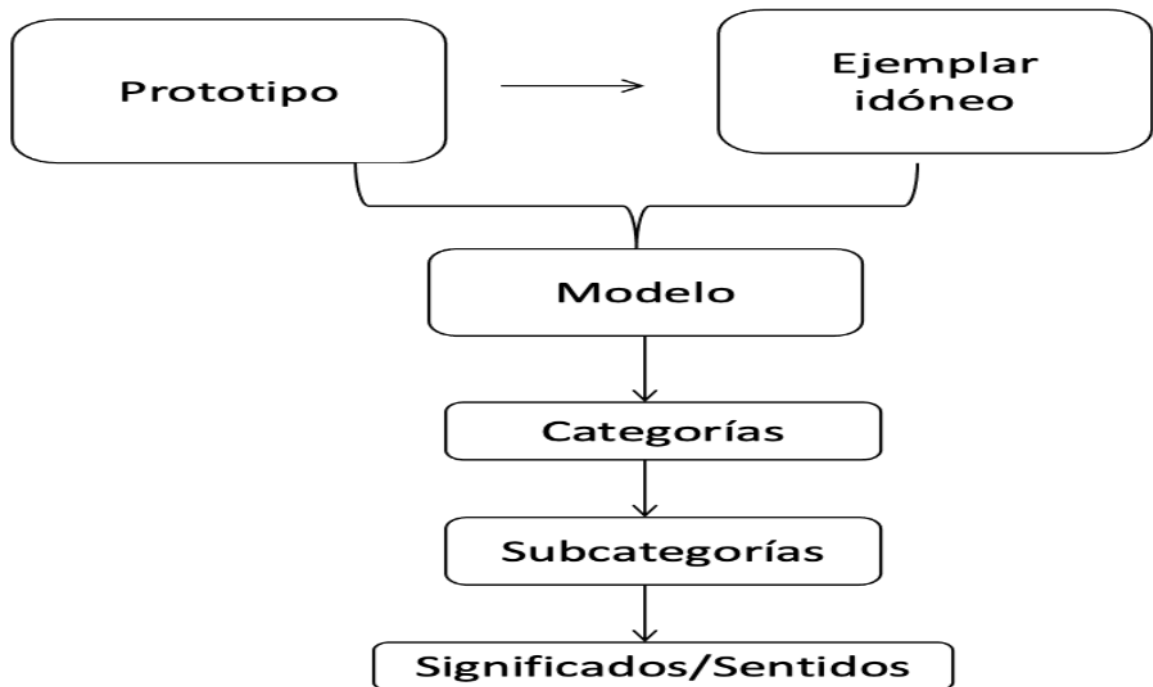 Prototipo
Ejemplar
idóneo
Modelo
Categorías
Subcategorías
Significados/Sentidos